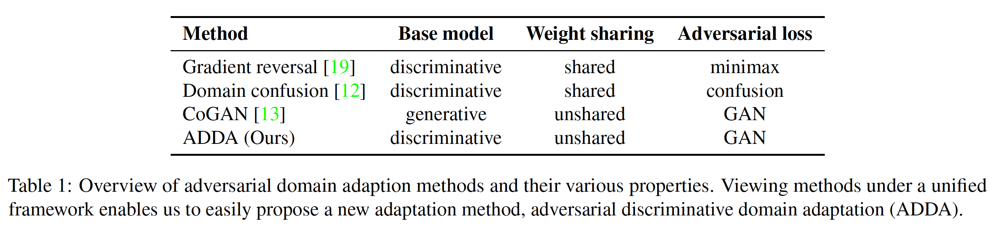 Method Base model Weight sharing Adversarial loss
Gradient reversal [19] discriminative shared minimax
Domain confusion [12] discriminative shared confusion
CoGAN [13] generative unshared GAN
ADDA (Ours) discriminative unshared GAN
Table 1: Overview of adversarial domain adaption methods and their various properties. Viewing methods under a unified
framework enables us to easily propose a new adaptation method, adversarial discriminative domain adaptation (ADDA).